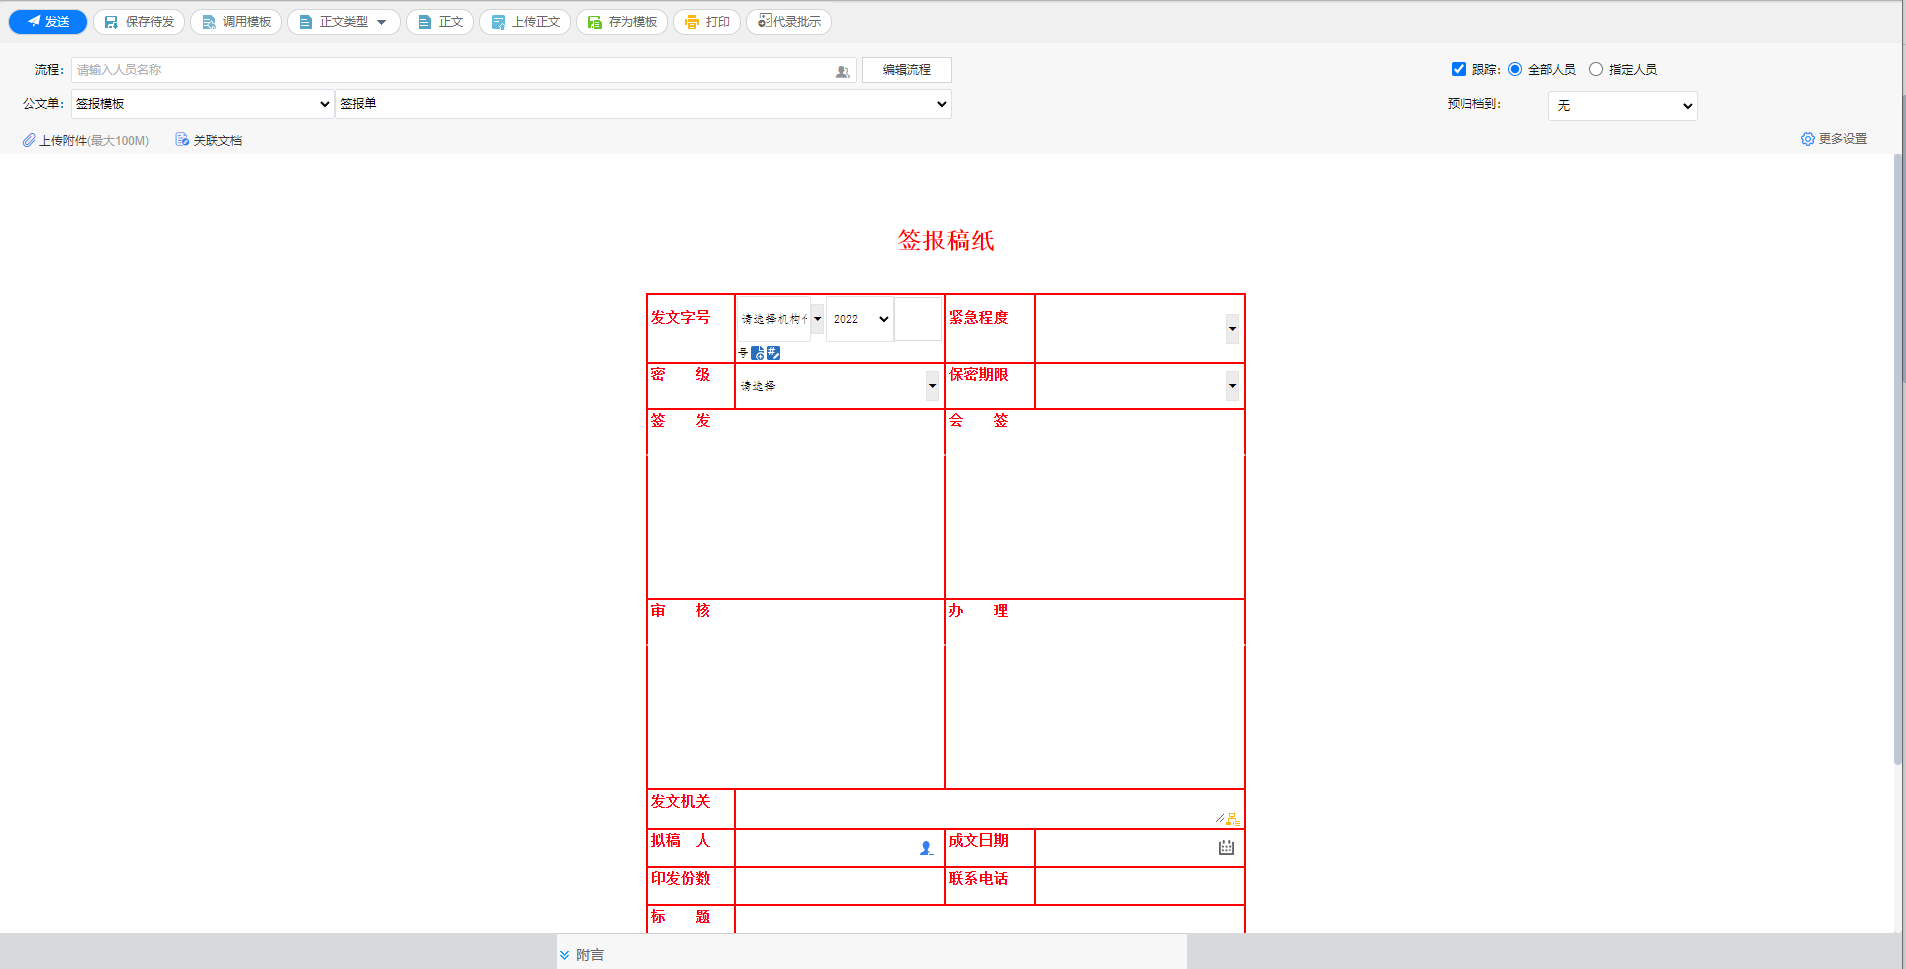 发送 保存待发 调用模板 正文类型 正文 上传正文 存为模板 打印 代录批示
流程： 请输入人员名称 编辑流程 跟踪： 全部人员 指定人员
公文单： 签报模板 签报单 预归档到： 无
上传附件(最大100M) 关联文档 更多设置
签报稿纸
发文字号 请选择机构 2022 紧急程度
号
密 级 请选择 保密期限
签 发 会 签
审 核 办 理
发文机关
拟稿 人 成文日期
印发份数 联系电话
标 题
附言